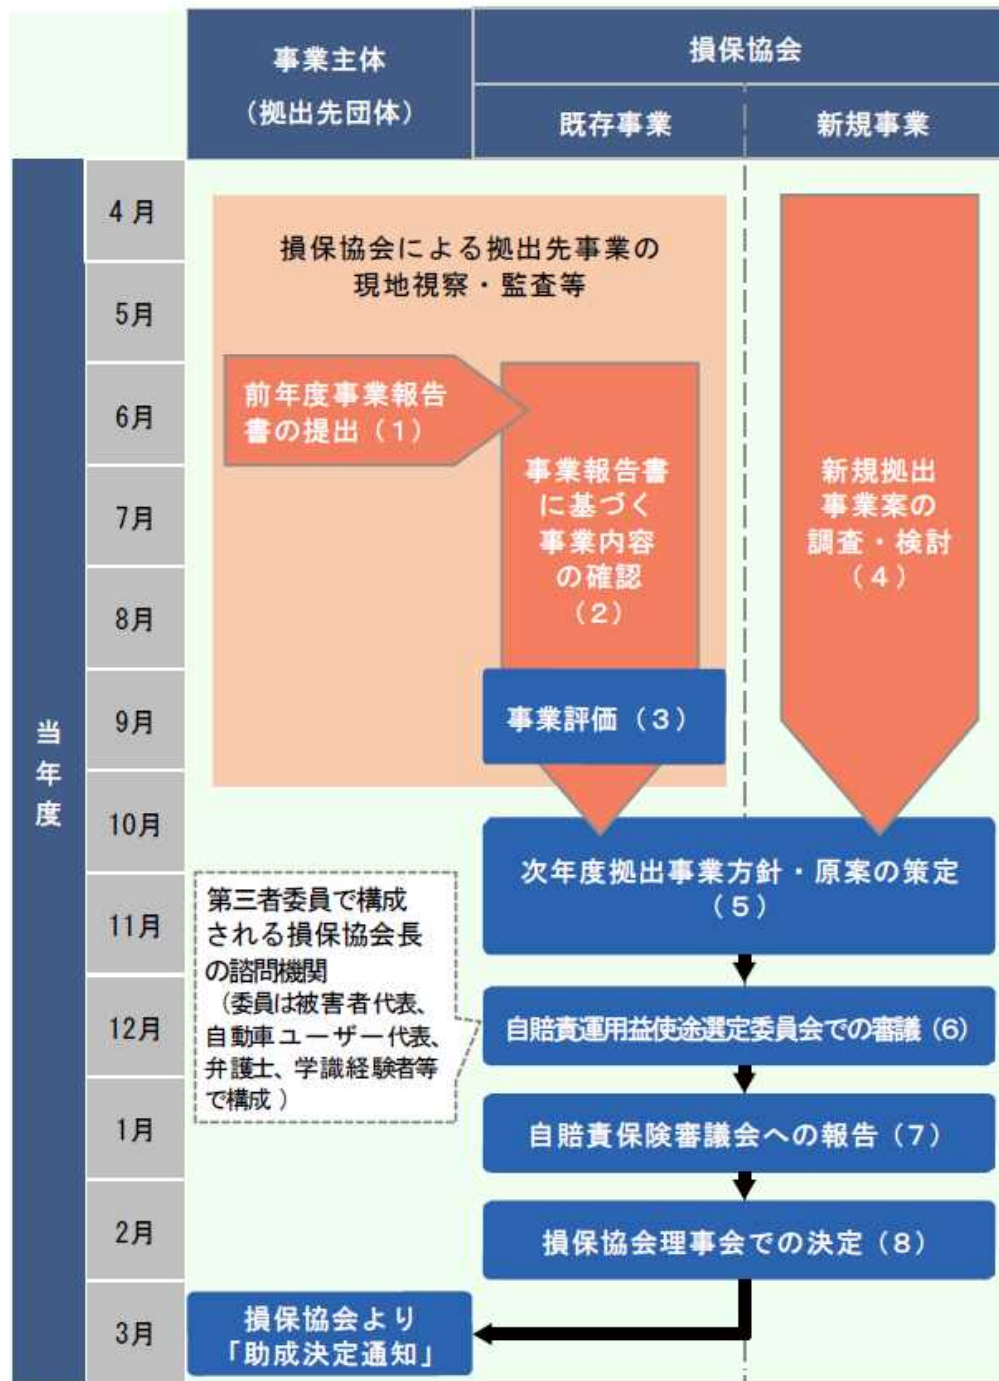 事業主体
(拠出先団体)
損保協会
既存事業
新規事業
当年度
4月
5月
6月
7月
8月
9月
10月
11月
12月
1月
2月
3月
損保協会による拠出先事業の
現地視察・監査等
前年度事業報告
書の提出(1)
事業報告書
に基づく
事業内容
の確認
(2)
事業評価(3)
新規拠出
事業案の
調査・検討
(4)
次年度拠出事業方針・原案の策定
(5)
第三者委員で構成
される損保協会長
の諮問機関
(委員は被害者代表、
自動車ユーザー代表、
弁護士、学識経験者等
で構成)
自賠責運用益使途選定委員会での審議(6)
自賠責保険審議会への報告(7)
損保協会理事会での決定(8)
損保協会より
「助成決定通知」